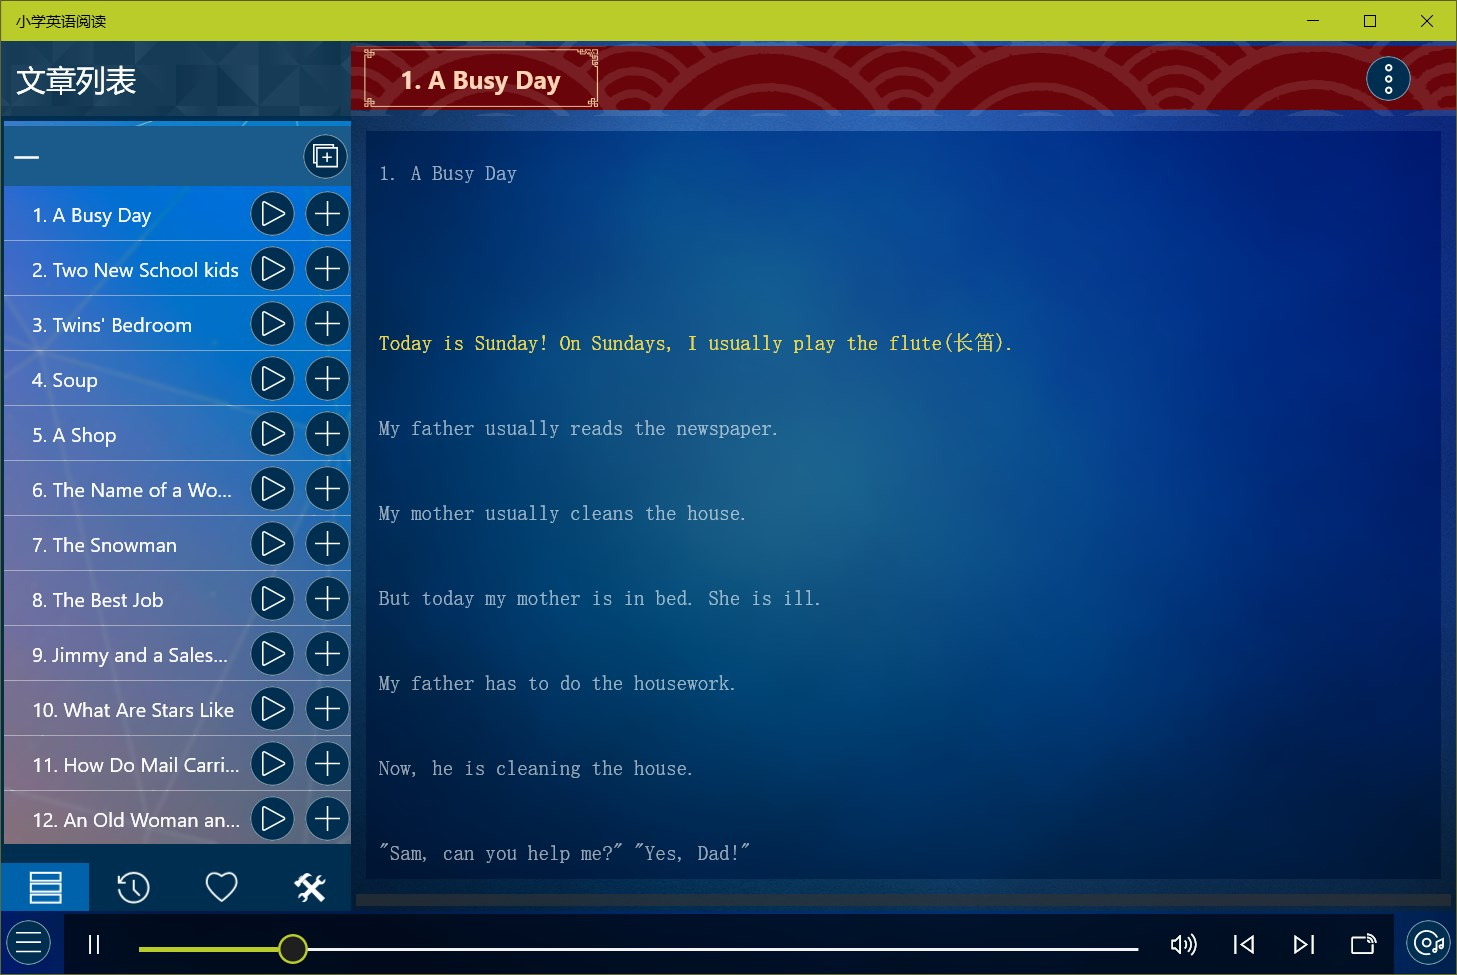 小学英语阅读
文章列表
1. A Busy Day
1. A Busy Day
2. Two New School kids
3. Twins' Bedroom
4. Soup
5. A Shop
6. The Name of a Wo...
7. The Snowman
8. The Best Job
9. Jimmy and a Sales...
10. What Are Stars Like
11. How Do Mail Carri...
12. An Old Woman an...
1. A Busy Day
Today is Sunday! On Sundays, I usually play the flute(长笛).
My father usually reads the newspaper.
My mother usually cleans the house.
But today my mother is in bed. She is ill.
My father has to do the housework.
Now, he is cleaning the house.
"Sam, can you help me?" "Yes, Dad!"